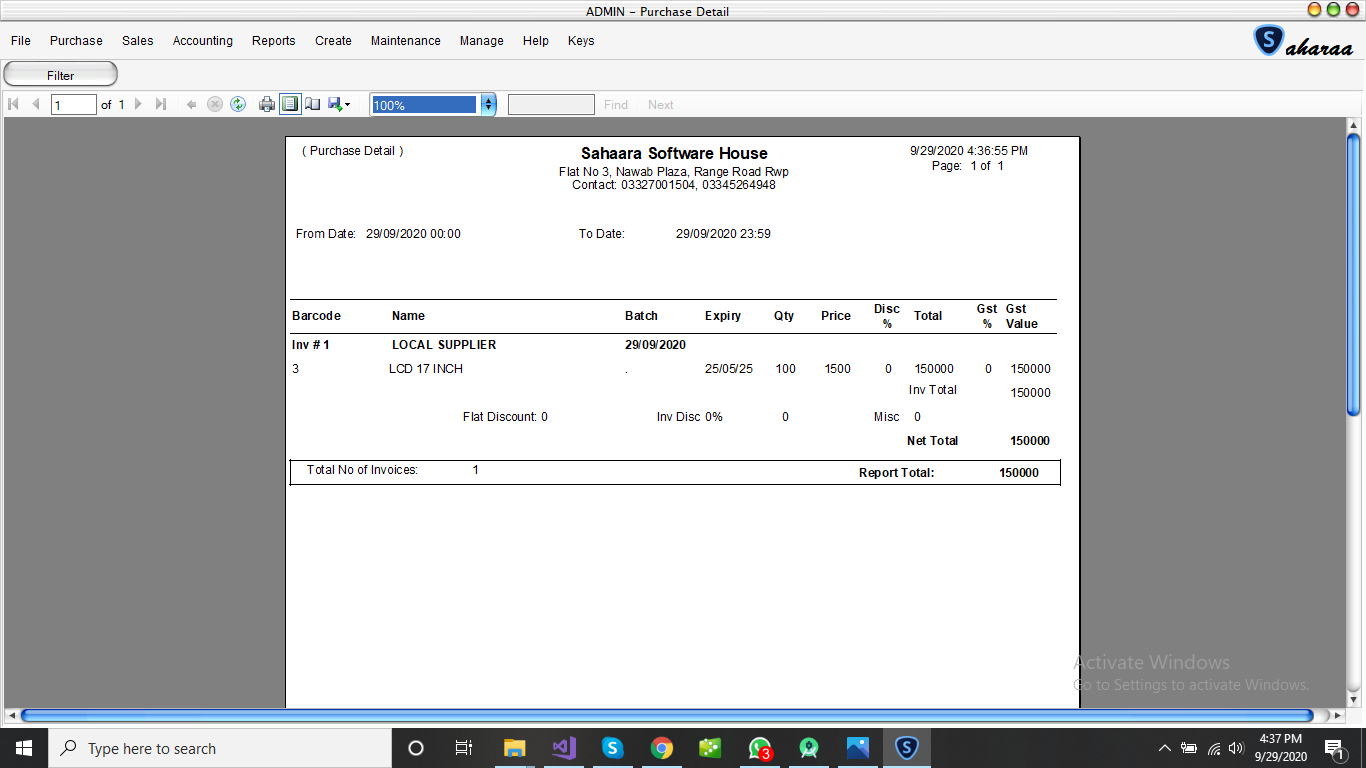 ADMIN - Purchase Detail
File Purchase Sales Accounting Reports Create Maintenance Manage Help Keys
S aharaa
Filter
1 of 1 100% Find Next
( Purchase Detail ) Sahaara Software House 9/29/2020 4:36:55 PM
Flat No 3, Nawab Plaza, Range Road Rwp Page: 1 of 1
Contact: 03327001504, 03345264948
From Date: 29/09/2020 00:00 To Date: 29/09/2020 23:59
Barcode Name Batch Expiry Qty Price Disc % Total Gst % Gst Value
Inv # 1 LOCAL SUPPLIER 29/09/2020
3 LCD 17 INCH . 25/05/25 100 1500 0 150000 0 150000
Inv Total 150000
Flat Discount: 0 Inv Disc 0% 0 Misc 0
Net Total 150000
Total No of Invoices: 1 Report Total: 150000
Activate Windows
Go to Settings to activate Windows.
Type here to search
3
S
4:37 PM
9/29/2020
1